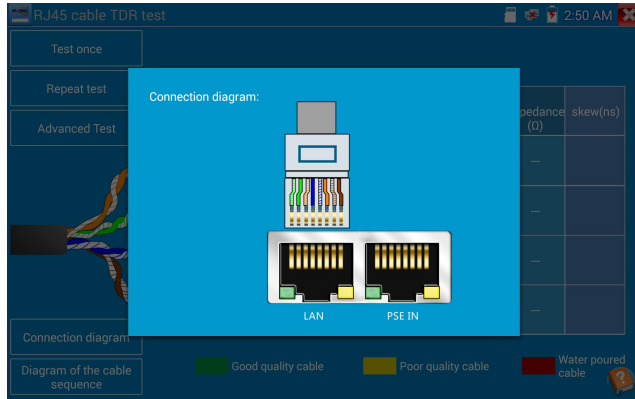 RJ45 cable TDR test
2:50 AM
Test once
Repeat test
Advanced Test
Connection diagram:
pedance
(Ω)
skew(ns)
---
---
---
---
LAN
PSE IN
Connection diagram
Diagram of the cable
sequence
Good quality cable
Poor quality cable
Water poured
cable
?